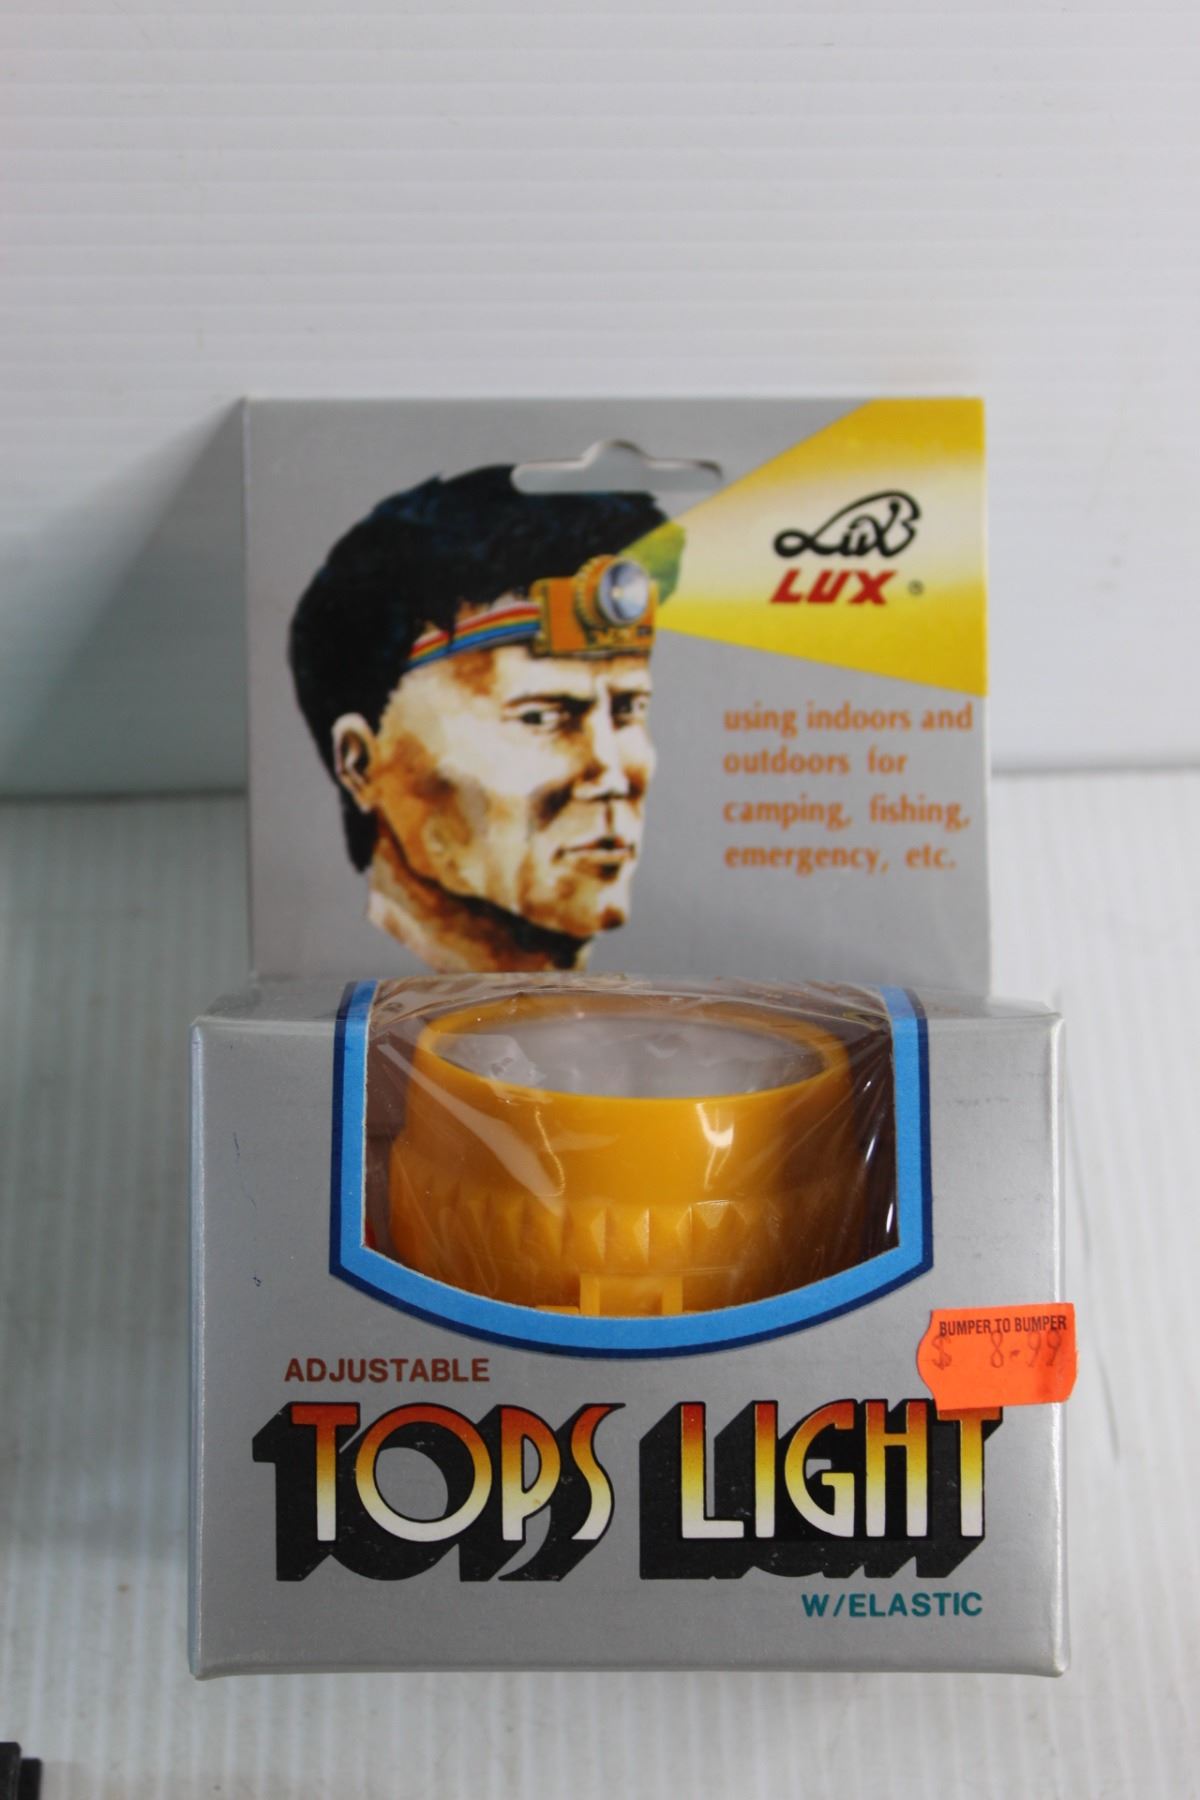 Lux
LUX ®
using indoors and
outdoors for
camping, fishing,
emergency, etc.
BUMPER TO BUMPER
$ 8-99
ADJUSTABLE
TOPS LIGHT
W/ELASTIC